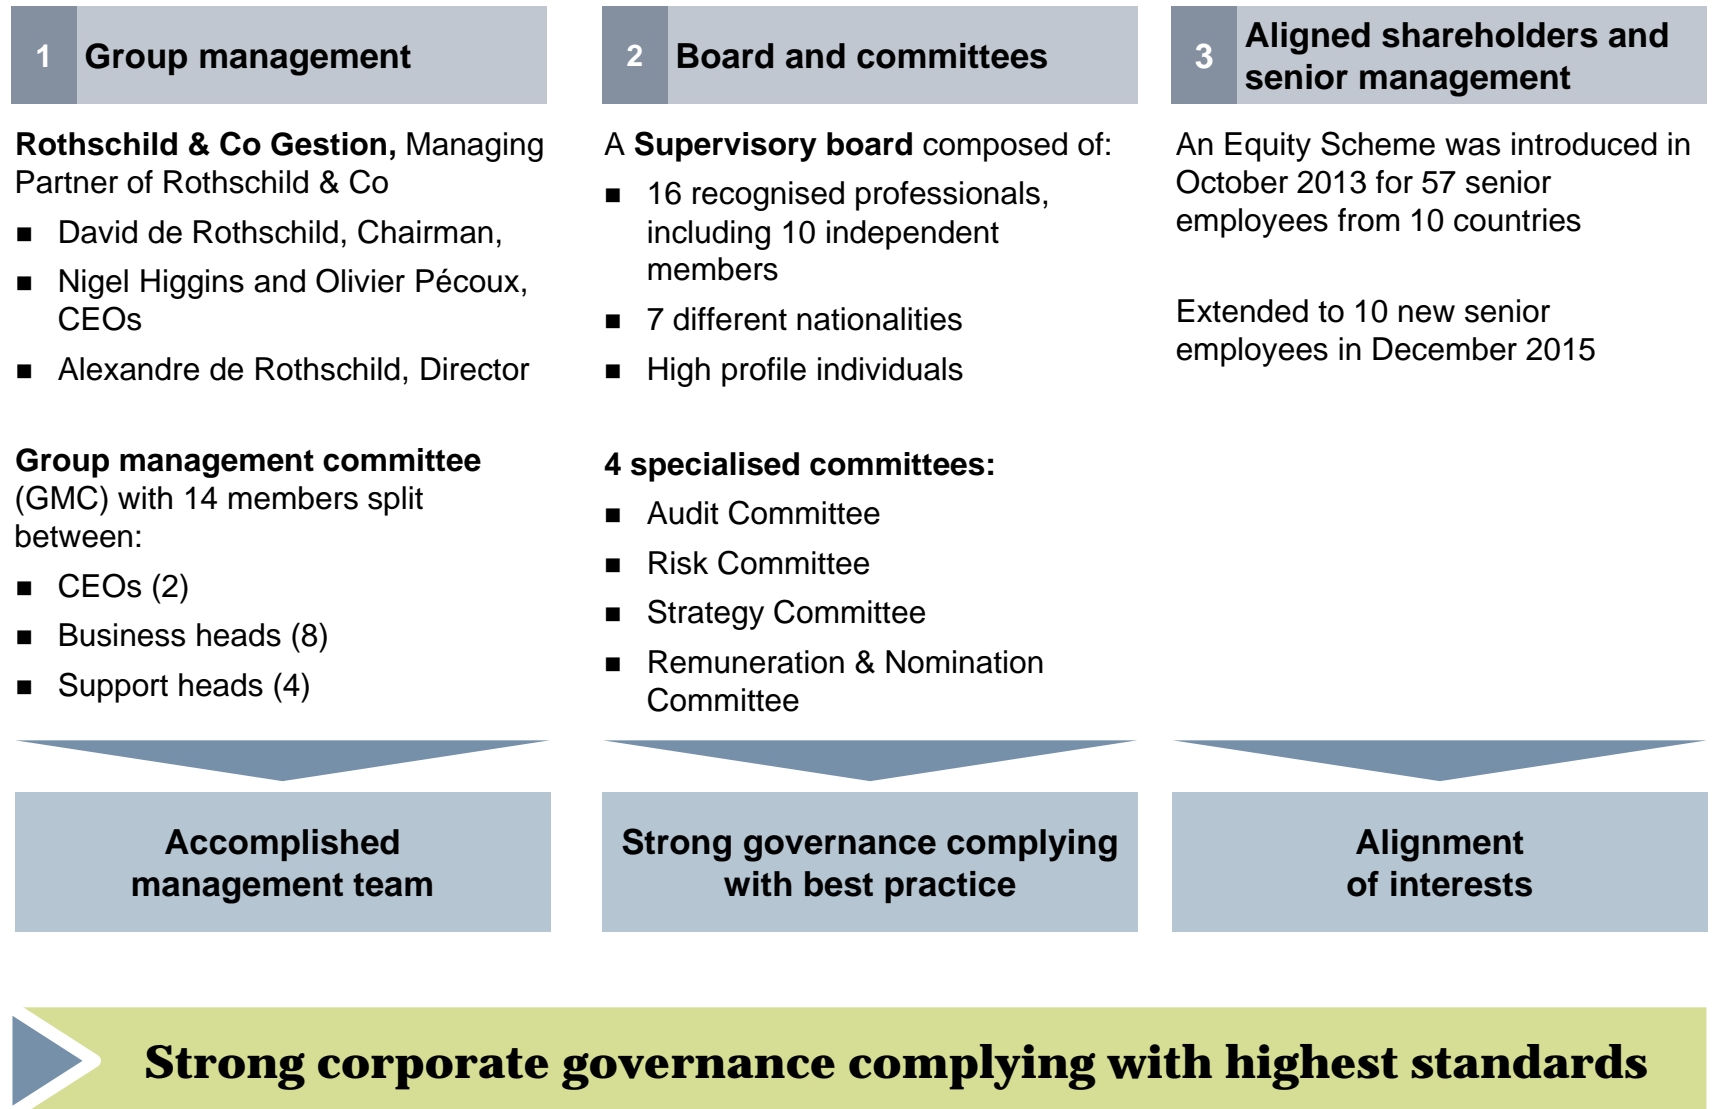 1 Group management
Rothschild & Co Gestion, Managing
Partner of Rothschild & Co
■ David de Rothschild, Chairman,
■ Nigel Higgins and Olivier Pécoux,
CEOs
■ Alexandre de Rothschild, Director
Group management committee
(GMC) with 14 members split
between:
■ CEOs (2)
■ Business heads (8)
■ Support heads (4)
Accomplished
management team
2 Board and committees
A Supervisory board composed of:
■ 16 recognised professionals,
including 10 independent
members
■ 7 different nationalities
■ High profile individuals
4 specialised committees:
■ Audit Committee
■ Risk Committee
■ Strategy Committee
■ Remuneration & Nomination
Committee
Strong governance complying
with best practice
3 Aligned shareholders and
senior management
An Equity Scheme was introduced in
October 2013 for 57 senior
employees from 10 countries
Extended to 10 new senior
employees in December 2015
Alignment
of interests
Strong corporate governance complying with highest standards